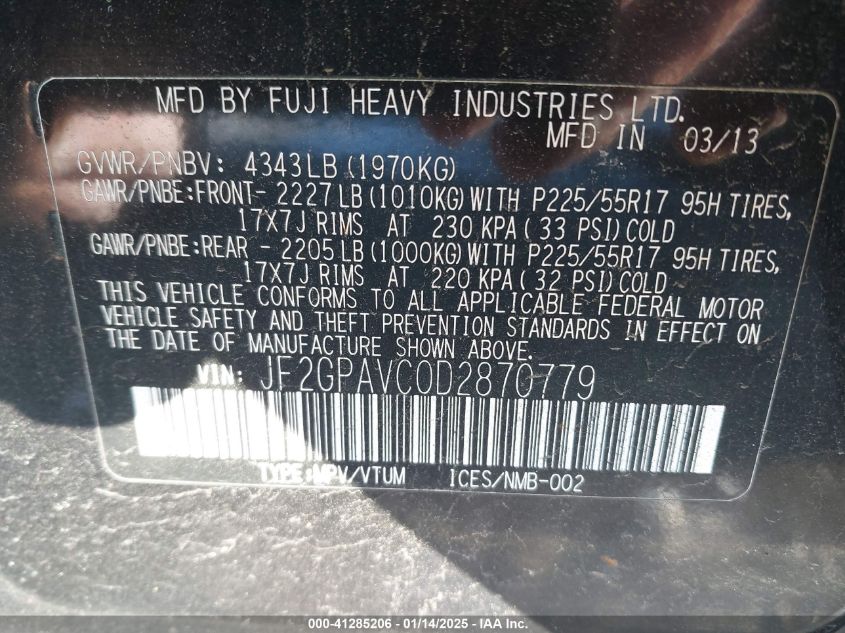 MFD BY FUJI HEAVY INDUSTRIES LTD.
MFD IN 03/13
GVWR/PNBV: 4343LB (1970KG)
GAWR/PNBE:FRONT- 2227LB (1010KG) WITH P225/55R17 95H TIRES,
17X7J RIMS AT 230 KPA (33 PSI) COLD
GAWR/PNBE:REAR - 2205LB (1000KG) WITH P225/55R17 95H TIRES,
17X7J RIMS AT 220 KPA (32 PSI) COLD
THIS VEHICLE CONFORMS TO ALL APPLICABLE FEDERAL MOTOR
VEHICLE SAFETY AND THEFT PREVENTION STANDARDS IN EFFECT ON
THE DATE OF MANUFACTURE SHOWN ABOVE.
VIN: JF2GPAVC0D2870779
TYPE:MPV/VTUM ICES/NMB-002
000-41285206 - 01/14/2025 - IAA Inc.